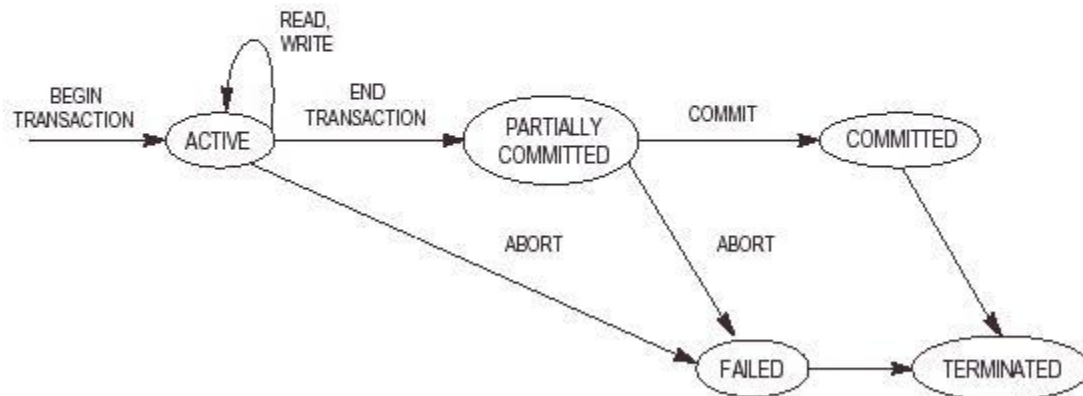 READ,
WRITE
BEGIN
TRANSACTION
END
TRANSACTION
ACTIVE
PARTIALLY
COMMITTED
COMMIT
COMMITTED
ABORT
ABORT
FAILED
TERMINATED